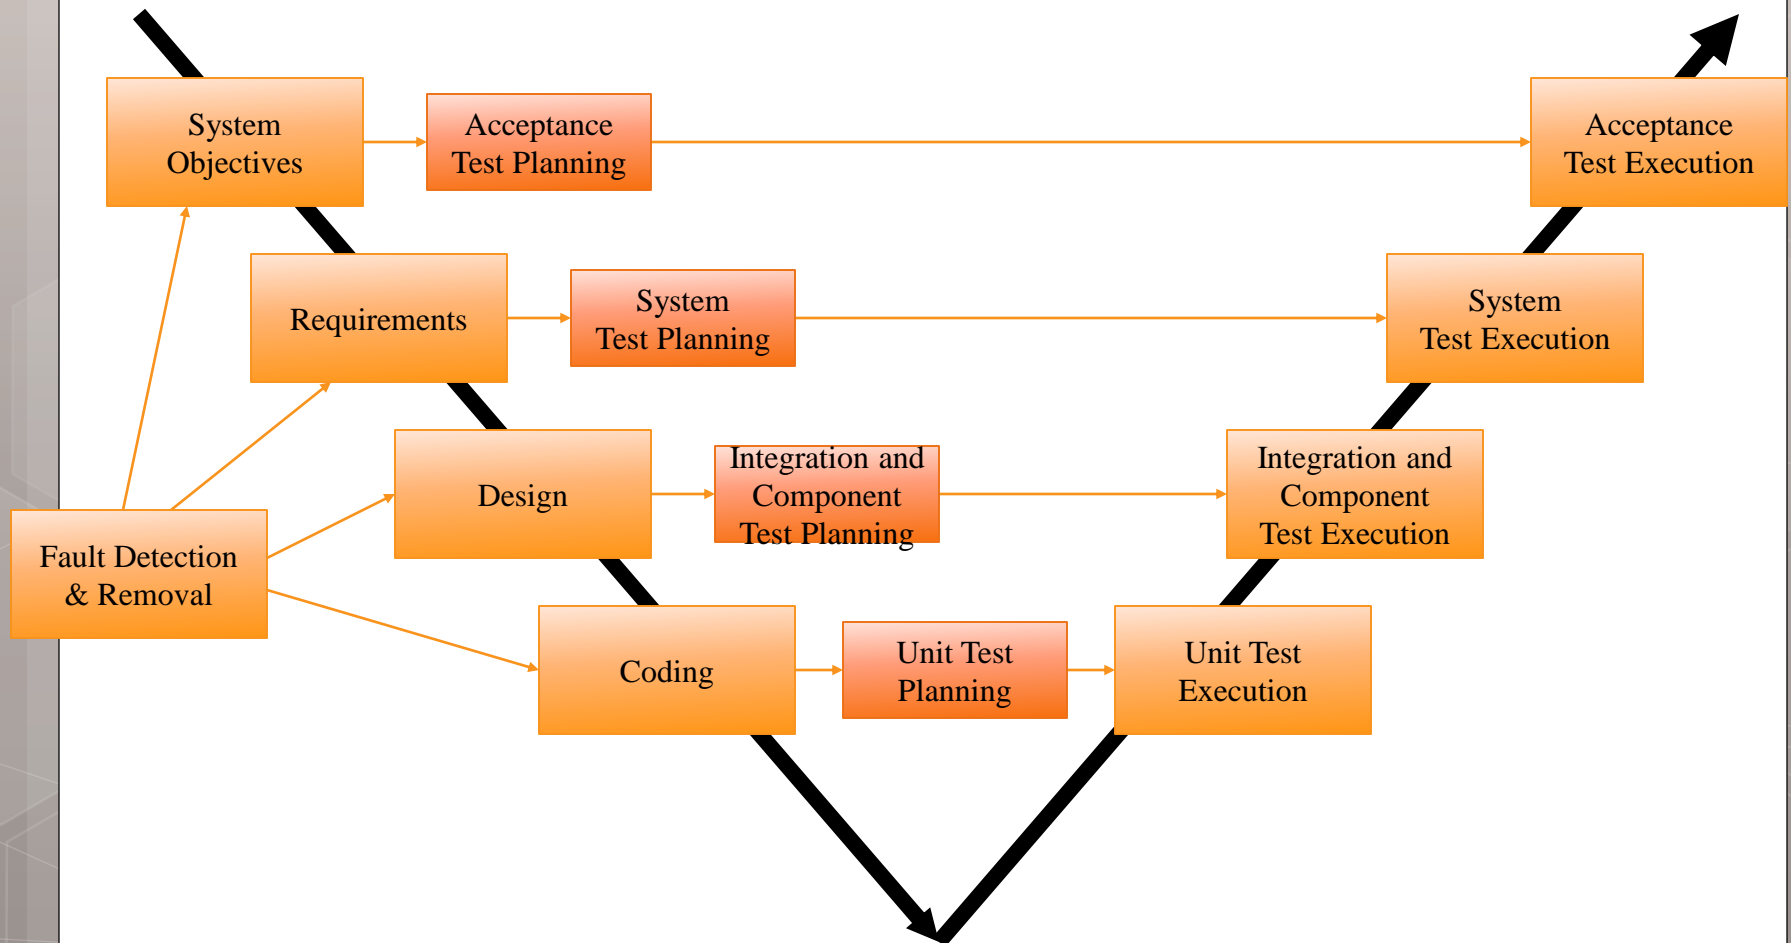 System
Objectives
Acceptance
Test Planning
Acceptance
Test Execution
Requirements
System
Test Planning
System
Test Execution
Design
Integration and
Component
Test Planning
Integration and
Component
Test Execution
Fault Detection
& Removal
Coding
Unit Test
Planning
Unit Test
Execution